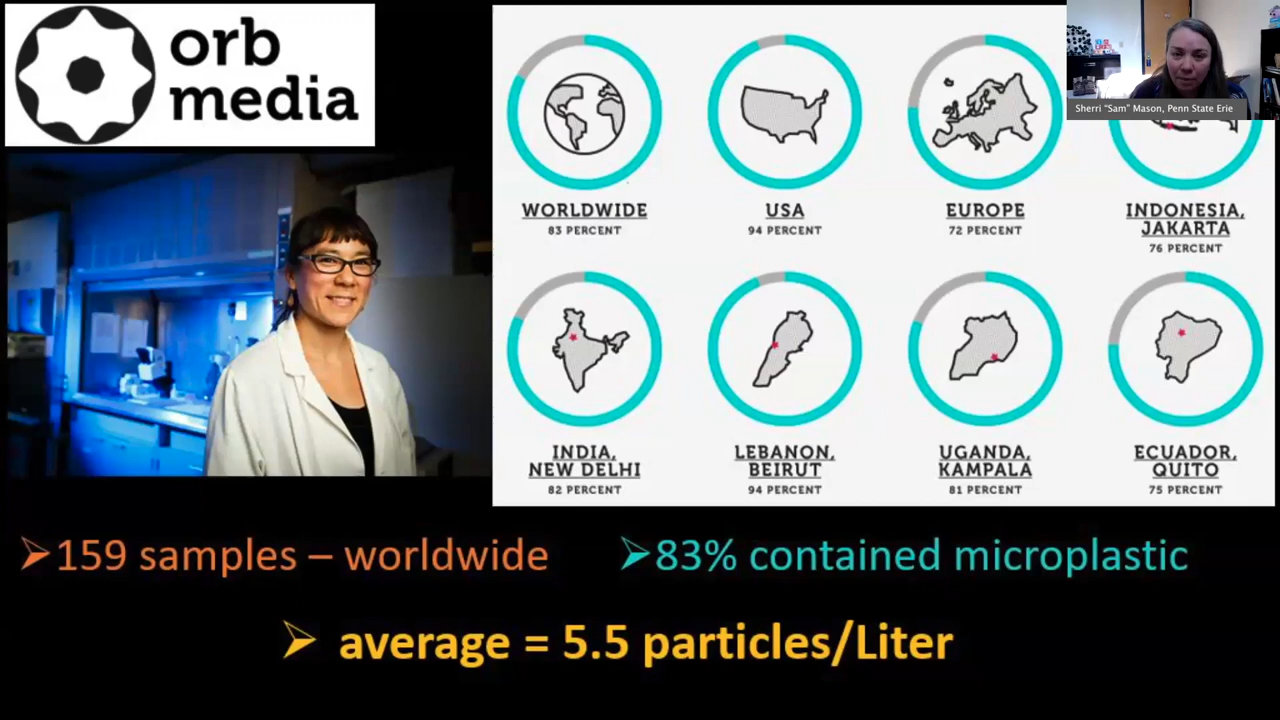 orb
media
Sherri "Sam" Mason, Penn State Erie
WORLDWIDE
83 PERCENT
USA
94 PERCENT
EUROPE
72 PERCENT
INDONESIA,
JAKARTA
76 PERCENT
INDIA,
NEW DELHI
82 PERCENT
LEBANON,
BEIRUT
94 PERCENT
UGANDA,
KAMPALA
81 PERCENT
ECUADOR,
QUITO
75 PERCENT
➢159 samples – worldwide
➢83% contained microplastic
➢ average = 5.5 particles/Liter